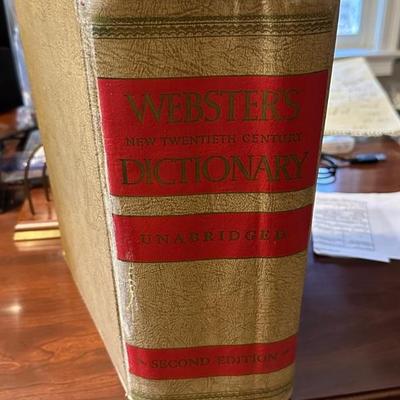 WEBSTER'S
NEW TWENTIETH CENTURY
DICTIONARY
UNABRIDGED
SECOND EDITION